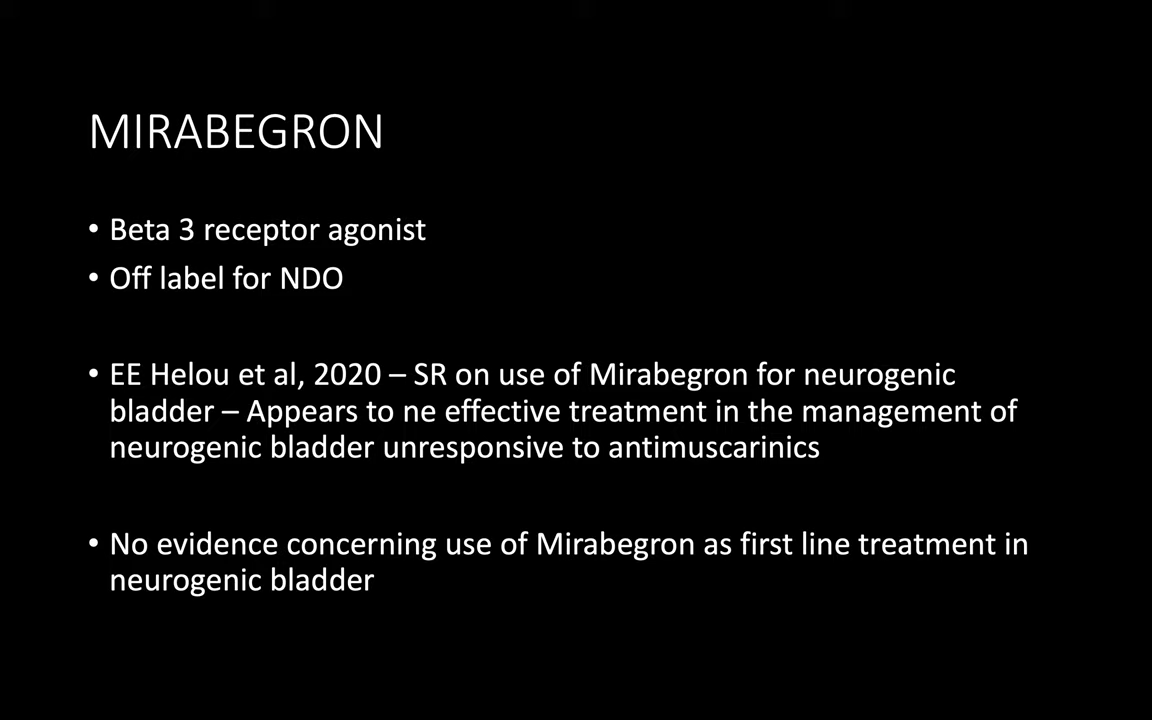 MIRABEGRON
• Beta 3 receptor agonist
• Off label for NDO
• EE Helou et al, 2020 – SR on use of Mirabegron for neurogenic
bladder – Appears to ne effective treatment in the management of
neurogenic bladder unresponsive to antimuscarinics
• No evidence concerning use of Mirabegron as first line treatment in
neurogenic bladder